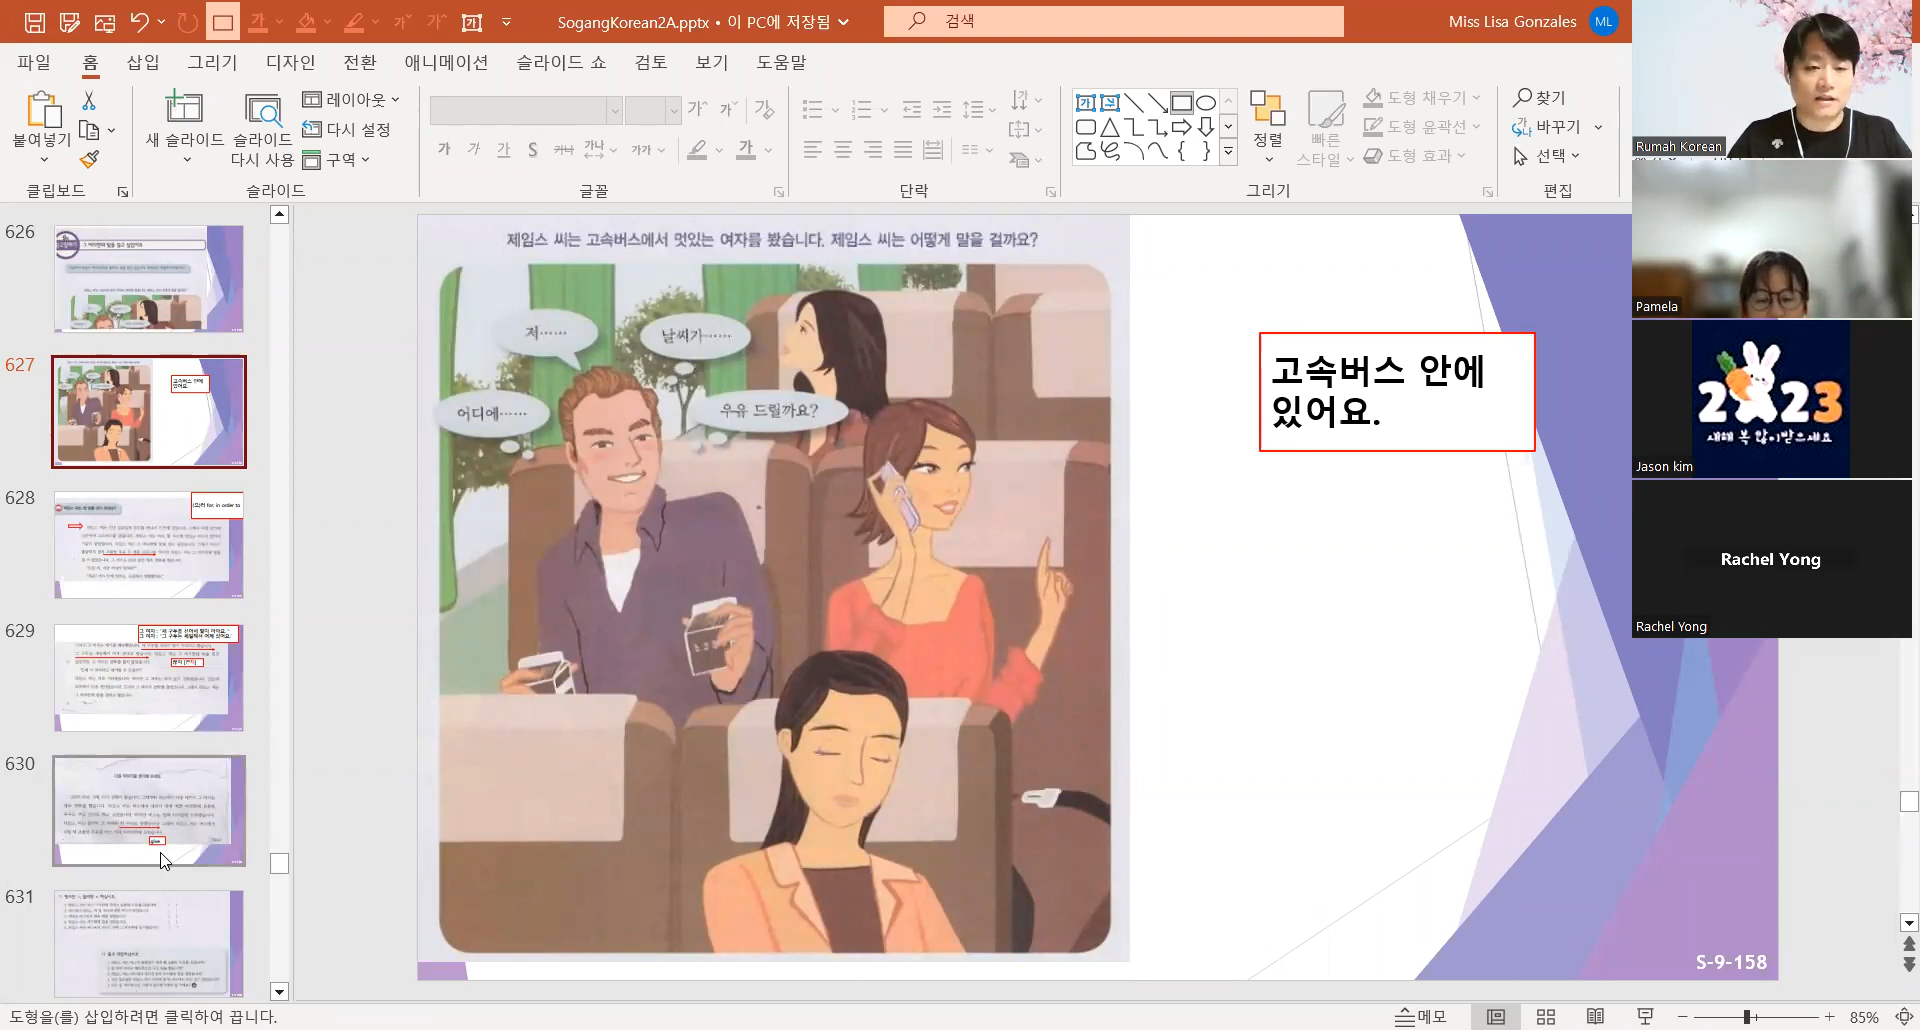 SogangKorean2A.pptx • 이 PC에 저장됨
검색
Miss Lisa Gonzales
ML
파일
홈
삽입
그리기
디자인
전환
애니메이션
슬라이드 쇼
검토
보기
도움말
붙여넣기
새 슬라이드
슬라이드
다시 사용
레이아웃
다시 설정
구역
정렬
빠른
스타일
도형 채우기
도형 윤곽선
도형 효과
찾기
바꾸기
선택
클립보드
슬라이드
글꼴
단락
그리기
편집
626
627
628
629
630
631
제임스 씨는 고속버스에서 멋있는 여자를 봤습니다. 제임스 씨는 어떻게 말을 걸까요?
저......
날씨가......
어디에......
우유 드릴까요?
고속버스 안에
있어요.
S-9-158
Rumah Korean
Pamela
2023
새해 복 많이받으세요
Jason kim
Rachel Yong
Rachel Yong
도형을(를) 삽입하려면 클릭하여 끕니다.
메모
85%